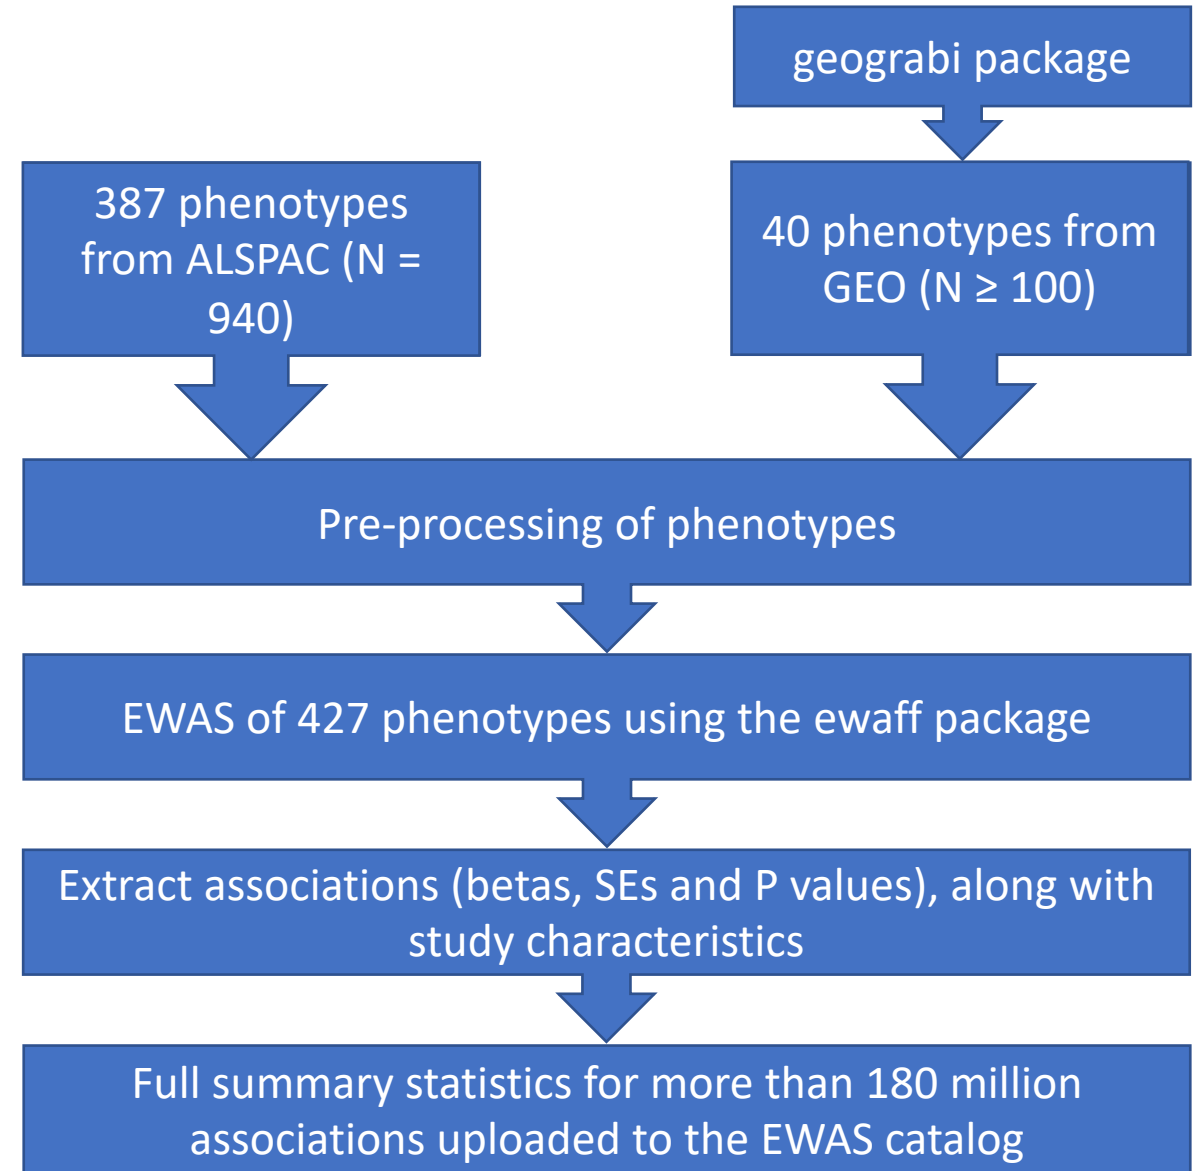 geograbi package
387 phenotypes
from ALSPAC (N =
940)
40 phenotypes from
GEO (N ≥ 100)
Pre-processing of phenotypes
EWAS of 427 phenotypes using the ewaff package
Extract associations (betas, SEs and P values), along with
study characteristics
Full summary statistics for more than 180 million
associations uploaded to the EWAS catalog